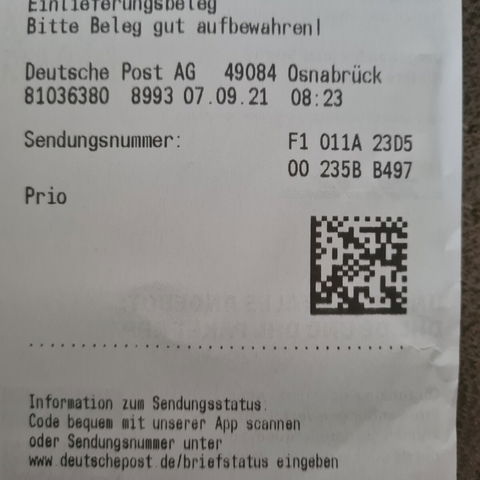 Einlieferungsbeleg
Bitte Beleg gut aufbewahren!
Deutsche Post AG 49084 Osnabrück
81036380 8993 07.09.21 08:23
Sendungsnummer: F1 011A 23D5
00 235B B497
Prio
Information zum Sendungsstatus:
Code bequem mit unserer App scannen
oder Sendungsnummer unter
www.deutschepost.de/briefstatus eingeben